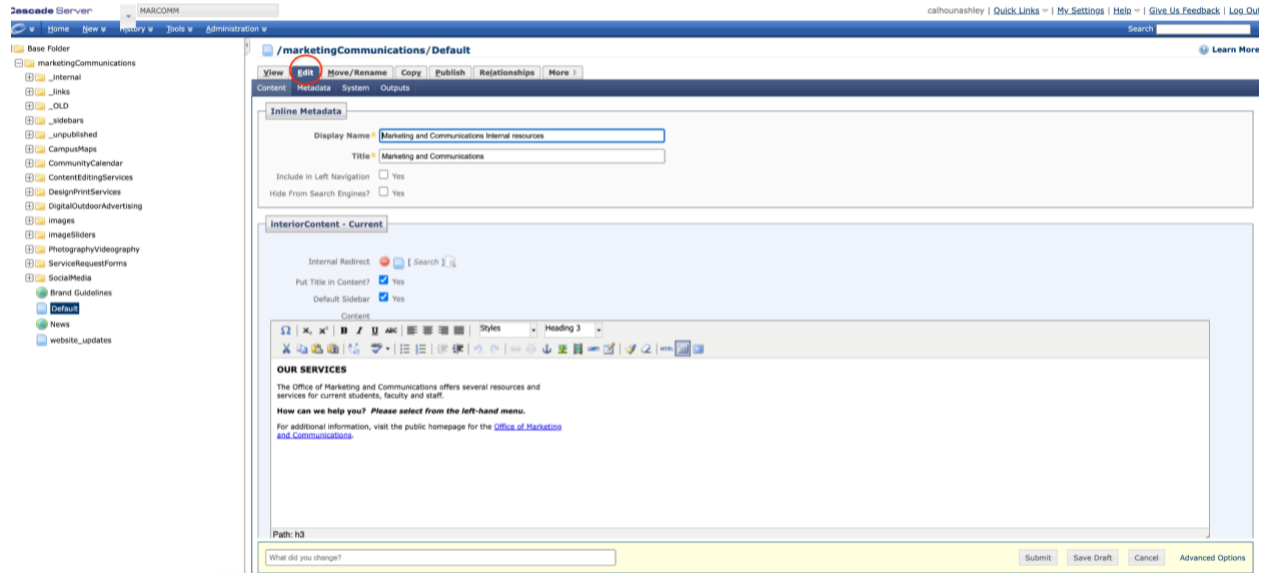 Cascade Server MARCOMM calhounashley | Quick Links | My Settings | Help | Give Us Feedback | Log Out
Home New History Tools Administration Search
Base Folder
marketingCommunications
_internal
_links
_OLD
_sidebars
_unpublished
CampusMaps
CommunityCalendar
ContentEditingServices
DesignPrintServices
DigitalOutdoorAdvertising
images
imageSliders
PhotographyVideography
ServiceRequestForms
SocialMedia
Brand Guidelines
Default
News
website_updates
/marketingCommunications/Default Learn More
View Edit Move/Rename Copy Publish Relationships More
Content Metadata System Outputs
Inline Metadata
Display Name Marketing and Communications Internal resources
Title Marketing and Communications
Include in Left Navigation Yes
Hide From Search Engines? Yes
interiorContent - Current
Internal Redirect [ Search ]
Put Title in Content? Yes
Default Sidebar Yes
Content
Ω X, x' B I U ABC Styles Heading 3
HTML
OUR SERVICES
The Office of Marketing and Communications offers several resources and
services for current students, faculty and staff.
How can we help you? Please select from the left-hand menu.
For additional information, visit the public homepage for the Office of Marketing
and Communications.
Path: h3
What did you change? Submit Save Draft Cancel Advanced Options